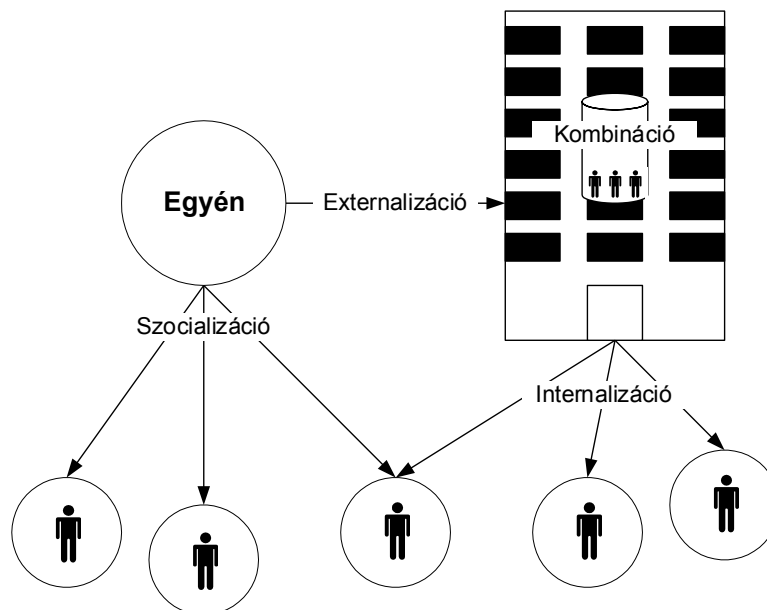 Kombináció
Egyén
Externalizáció
Szocializáció
Internalizáció